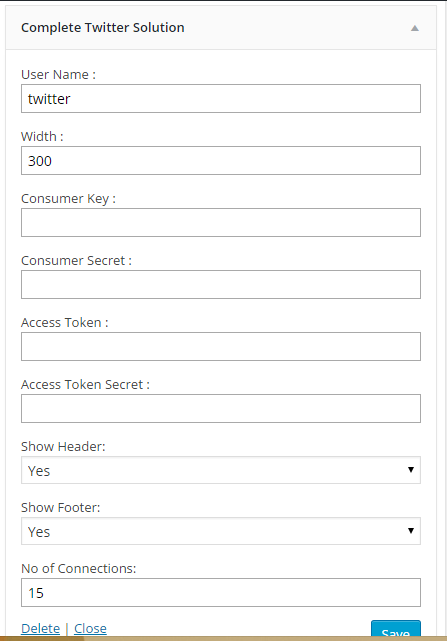 Complete Twitter Solution
User Name :
twitter
Width :
300
Consumer Key :
Consumer Secret :
Access Token :
Access Token Secret :
Show Header:
Yes
Show Footer:
Yes
No of Connections:
15
Delete | Close Save